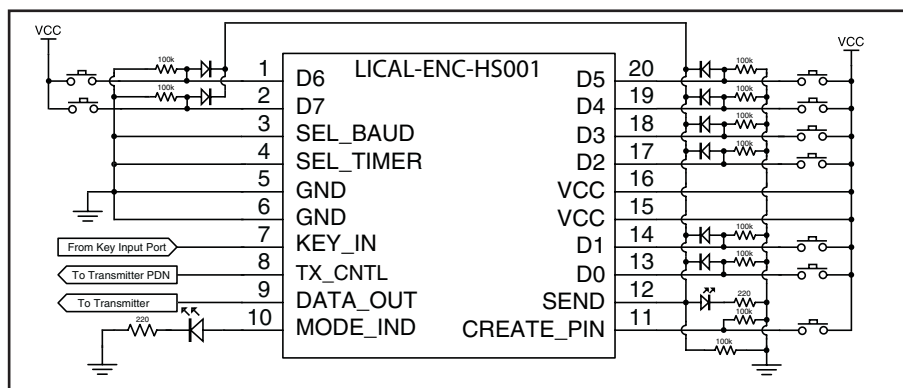 VCC
VCC
LICAL-ENC-HS001
100k
100k
1 D6
2 D7
3 SEL_BAUD
4 SEL_TIMER
5 GND
6 GND
7 KEY_IN
8 TX_CNTL
9 DATA_OUT
10 MODE_IND
From Key Input Port
To Transmitter PDN
To Transmitter
220
D5 20
D4 19
D3 18
D2 17
VCC 16
VCC 15
D1 14
D0 13
SEND 12
CREATE_PIN 11
100k
100k
100k
100k
100k
100k
220
100k
100k